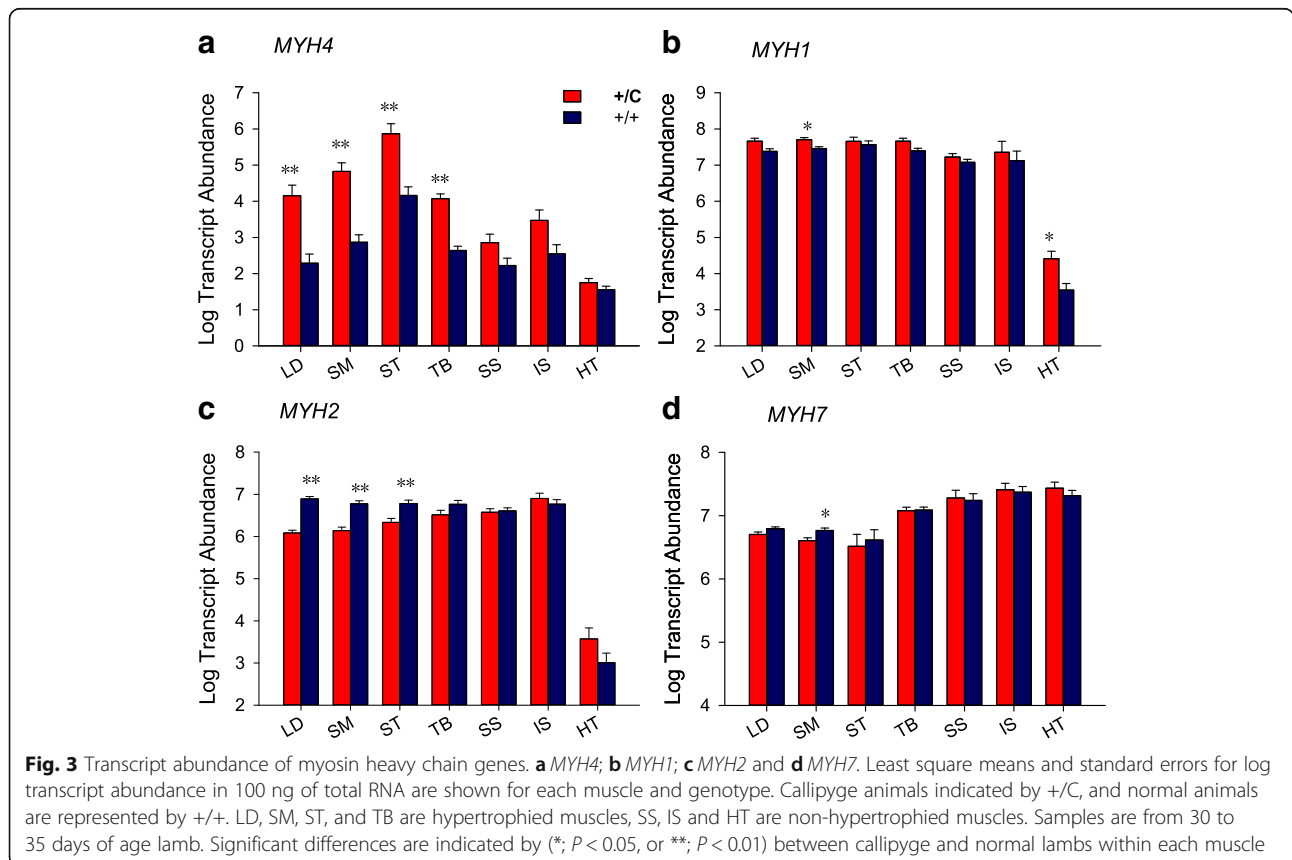 a MYH4
7
6
5
4
3
2
1
0
Log Transcript Abundance
** ** ** **
+/C
+/+
LD SM ST TB SS IS HT
b MYH1
9
8
7
6
5
4
3
2
Log Transcript Abundance
* *
LD SM ST TB SS IS HT
c MYH2
8
7
6
5
4
3
2
Log Transcript Abundance
** ** **
LD SM ST TB SS IS HT
d MYH7
8
7
6
5
4
Log Transcript Abundance
*
LD SM ST TB SS IS HT
Fig. 3 Transcript abundance of myosin heavy chain genes. a MYH4; b MYH1; c MYH2 and d MYH7. Least square means and standard errors for log
transcript abundance in 100 ng of total RNA are shown for each muscle and genotype. Callipyge animals indicated by +/C, and normal animals
are represented by +/+. LD, SM, ST, and TB are hypertrophied muscles, SS, IS and HT are non-hypertrophied muscles. Samples are from 30 to
35 days of age lamb. Significant differences are indicated by (*; P < 0.05, or **; P < 0.01) between callipyge and normal lambs within each muscle